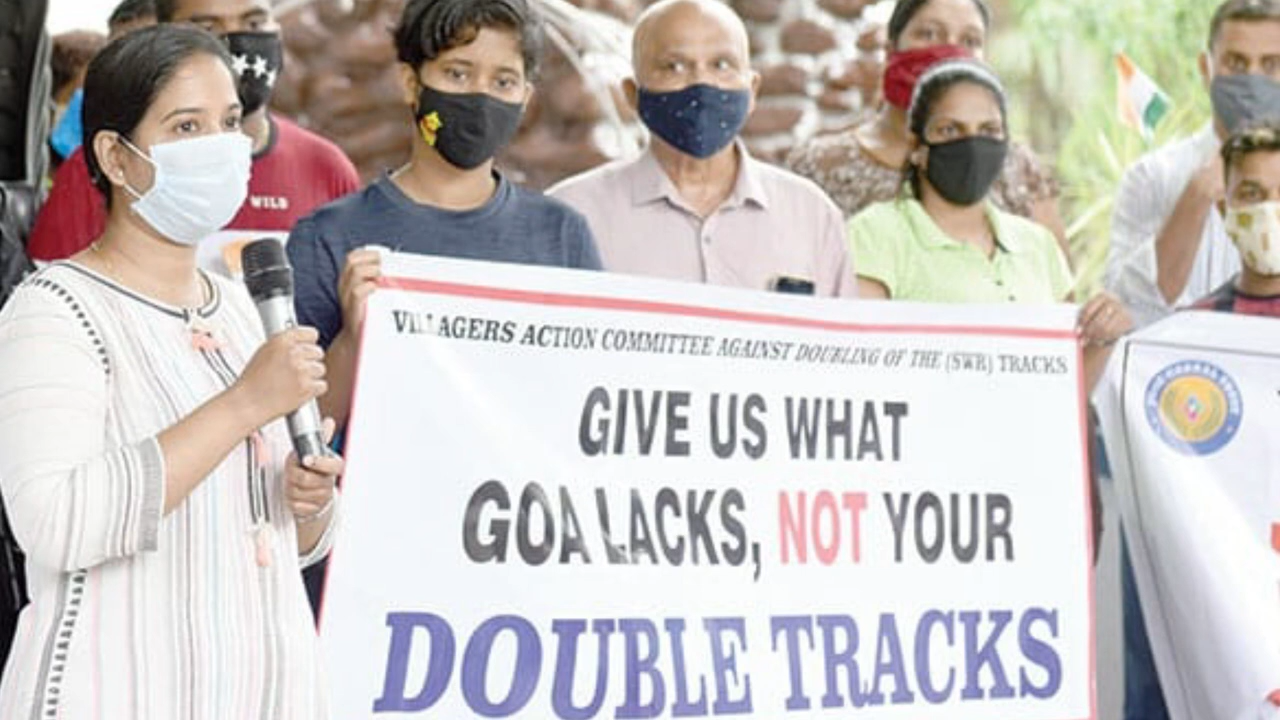 WILD
VILLAGERS ACTION COMMITTEE AGAINST DOUBLING OF THE (SWR) TRACKS
GIVE US WHAT
GOA LACKS, NOT YOUR
DOUBLE TRACKS